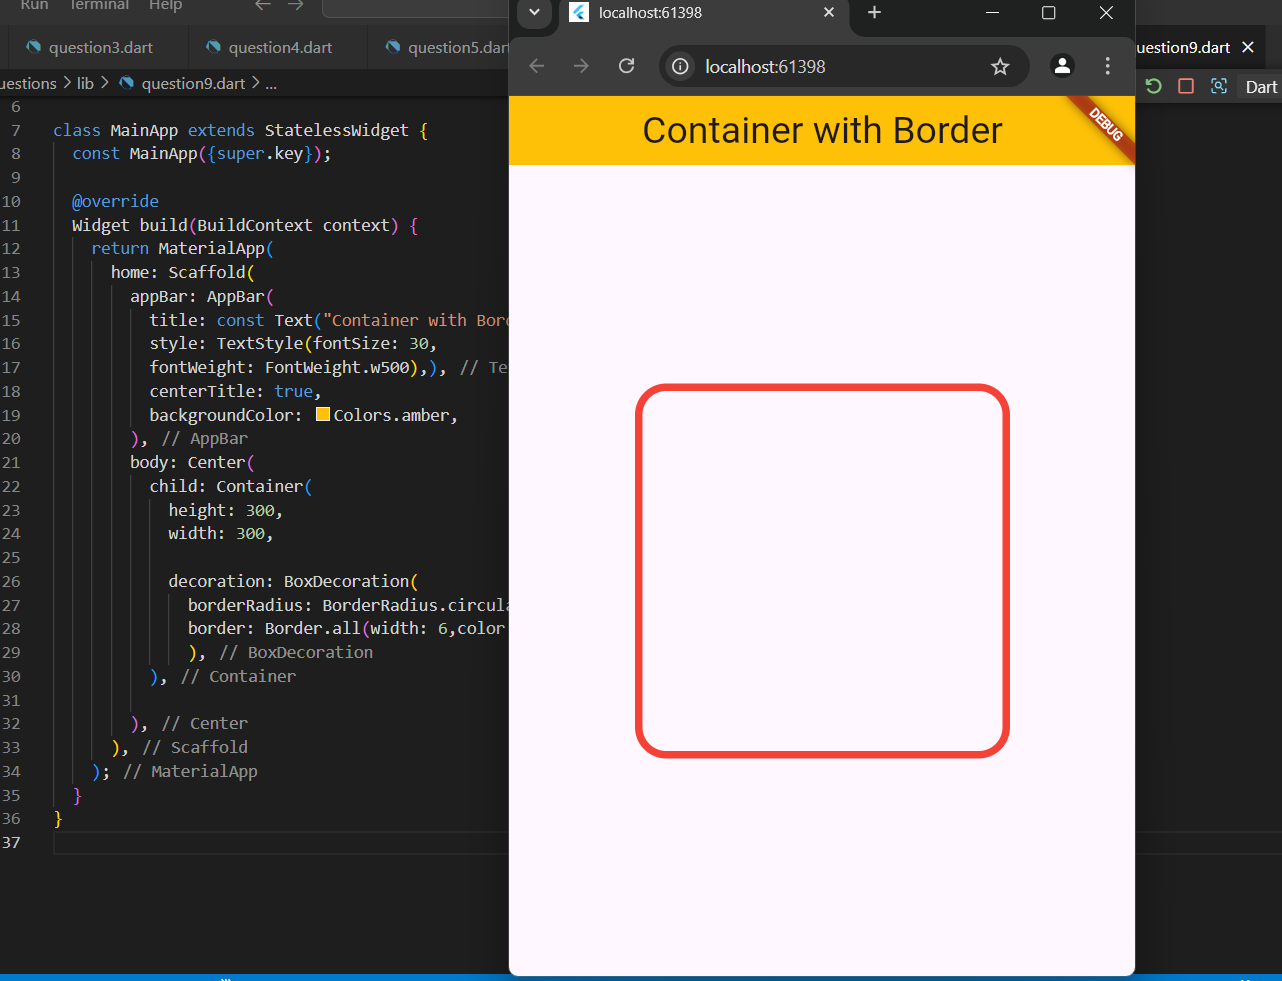 Run Terminal Help
question3.dart question4.dart question5.dart
uestions > lib > question9.dart > ...
6
7 class MainApp extends StatelessWidget {
8 const MainApp({super.key});
9
10 @override
11 Widget build(BuildContext context) {
12 return MaterialApp(
13 home: Scaffold(
14 appBar: AppBar(
15 title: const Text("Container with Bor
16 style: TextStyle(fontSize: 30,
17 fontWeight: FontWeight.w500),), // Te
18 centerTitle: true,
19 backgroundColor: Colors.amber,
20 ), // AppBar
21 body: Center(
22 child: Container(
23 height: 300,
24 width: 300,
25
26 decoration: BoxDecoration(
27 borderRadius: BorderRadius.circula
28 border: Border.all(width: 6,color
29 ), // BoxDecoration
30 ), // Container
31
32 ), // Center
33 ), // Scaffold
34 ); // MaterialApp
35 }
36 }
37
localhost:61398
localhost:61398
Container with Border
DEBUG
uestion9.dart
Dart